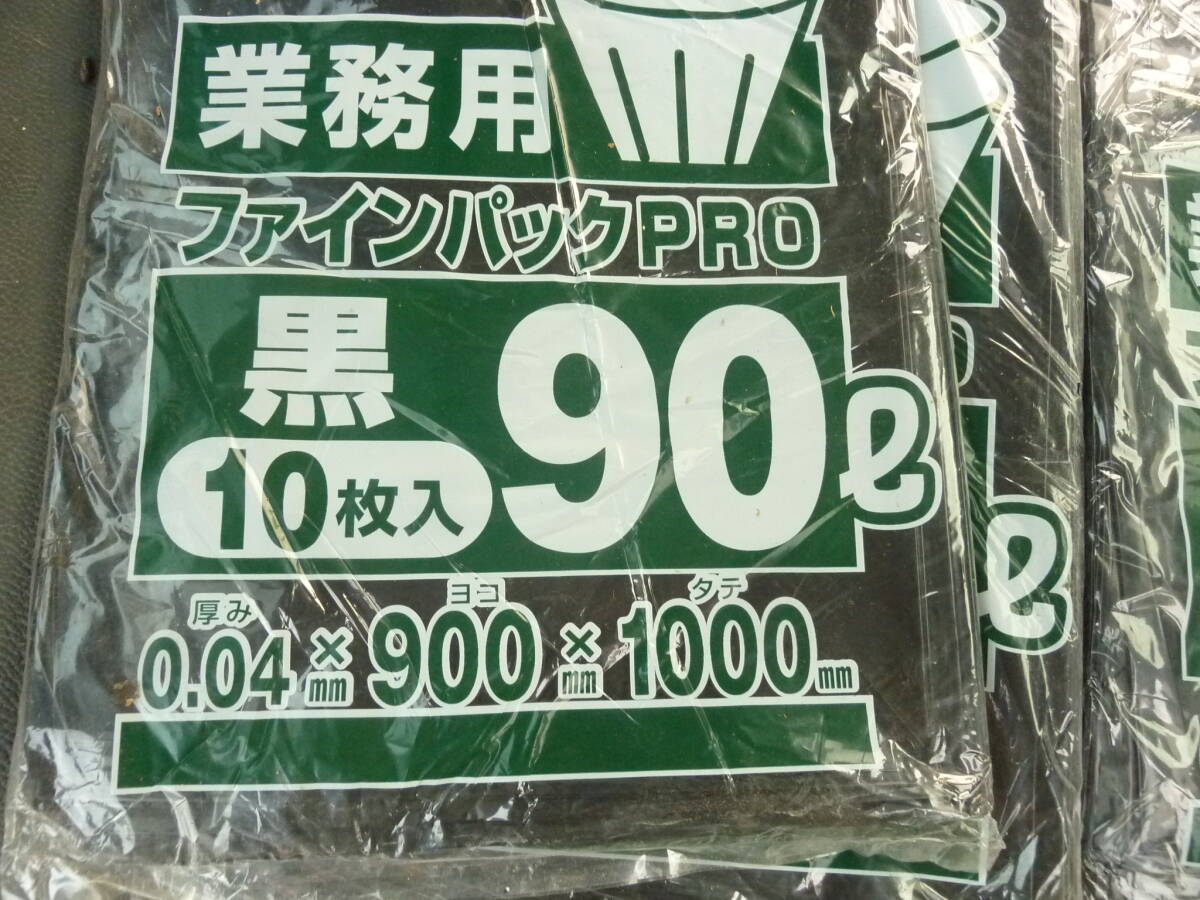 業務用
ファインパックPRO
黒
10枚入
90ℓ
厚み ヨコ タテ
0.04mm×900mm×1000mm
ℓ